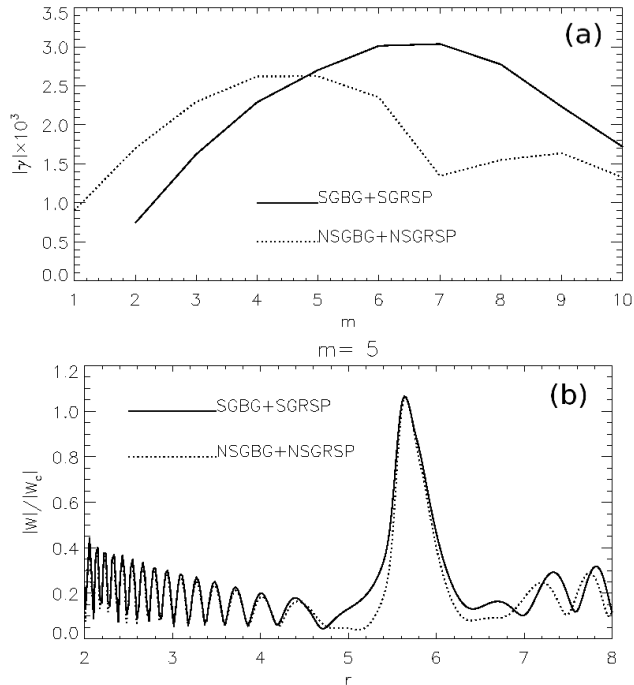 (a)
3.5
3.0
2.5
2.0
1.5
1.0
0.5
0.0
|γ|×10³
SGBG+SGRSP
NSGBG+NSGRSP
1 2 3 4 5 6 7 8 9 10
m
m= 5
(b)
1.2
1.0
0.8
0.6
0.4
0.2
0.0
|W|/|W_c|
SGBG+SGRSP
NSGBG+NSGRSP
2 3 4 5 6 7 8
r